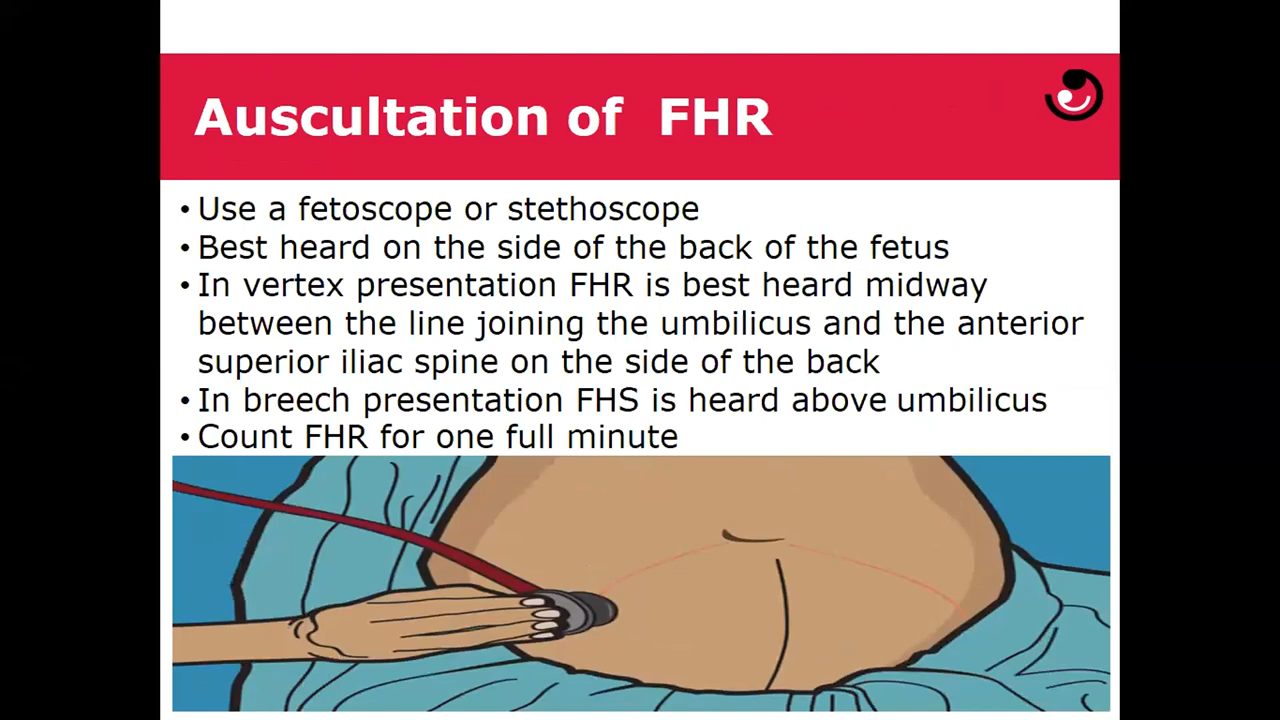 Auscultation of FHR
• Use a fetoscope or stethoscope
• Best heard on the side of the back of the fetus
• In vertex presentation FHR is best heard midway
between the line joining the umbilicus and the anterior
superior iliac spine on the side of the back
• In breech presentation FHS is heard above umbilicus
• Count FHR for one full minute